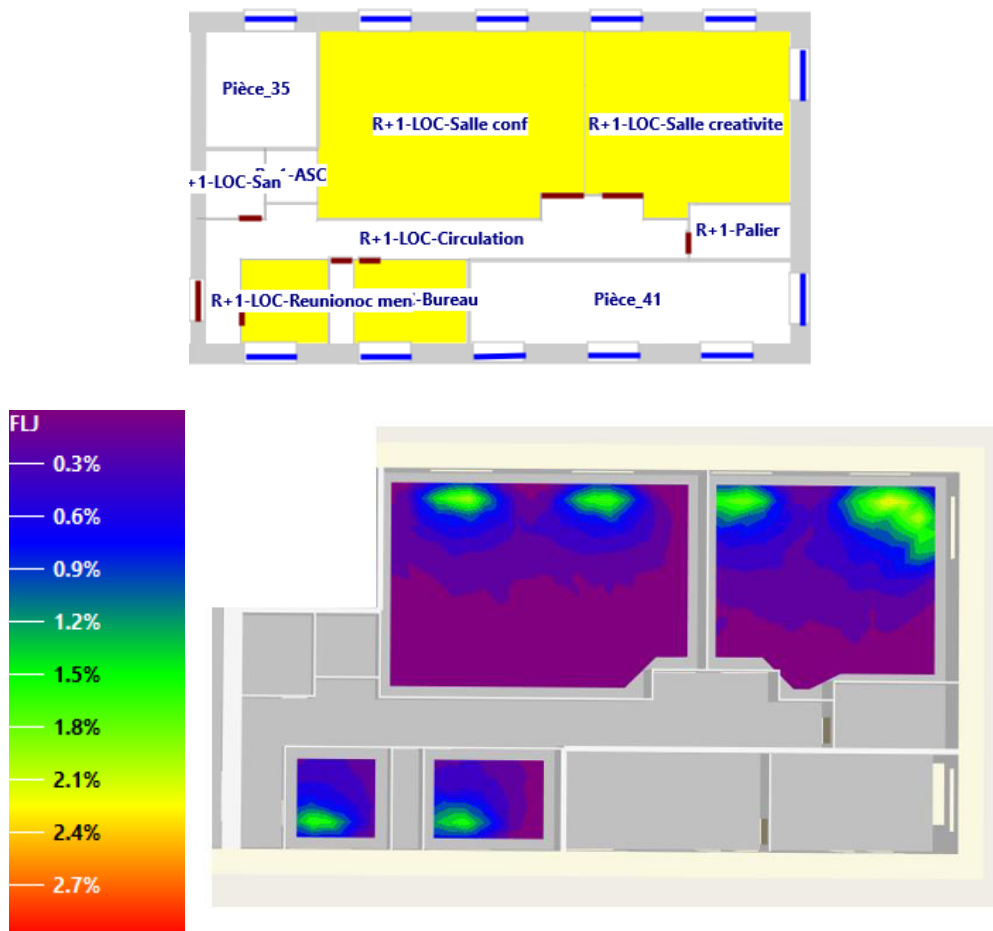 Pièce_35
R+1-LOC-Salle conf
R+1-LOC-Salle creativite
+1-ASC
+1-LOC-San
R+1-LOC-Circulation
R+1-Palier
R+1-LOC-Reunion
Bureau
Pièce_41
FLJ
0.3%
0.6%
0.9%
1.2%
1.5%
1.8%
2.1%
2.4%
2.7%